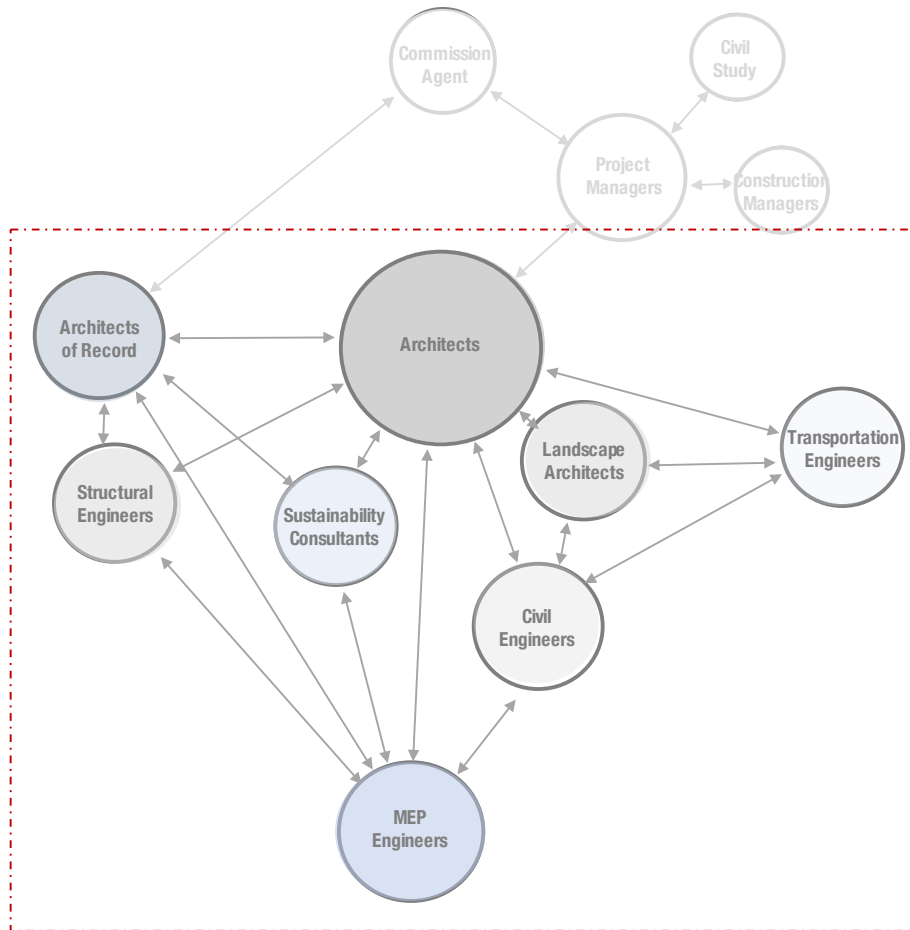 Commission
Agent
Civil
Study
Project
Managers
Construction
Managers
Architects
of Record
Architects
Landscape
Architects
Transportation
Engineers
Structural
Engineers
Sustainability
Consultants
Civil
Engineers
MEP
Engineers